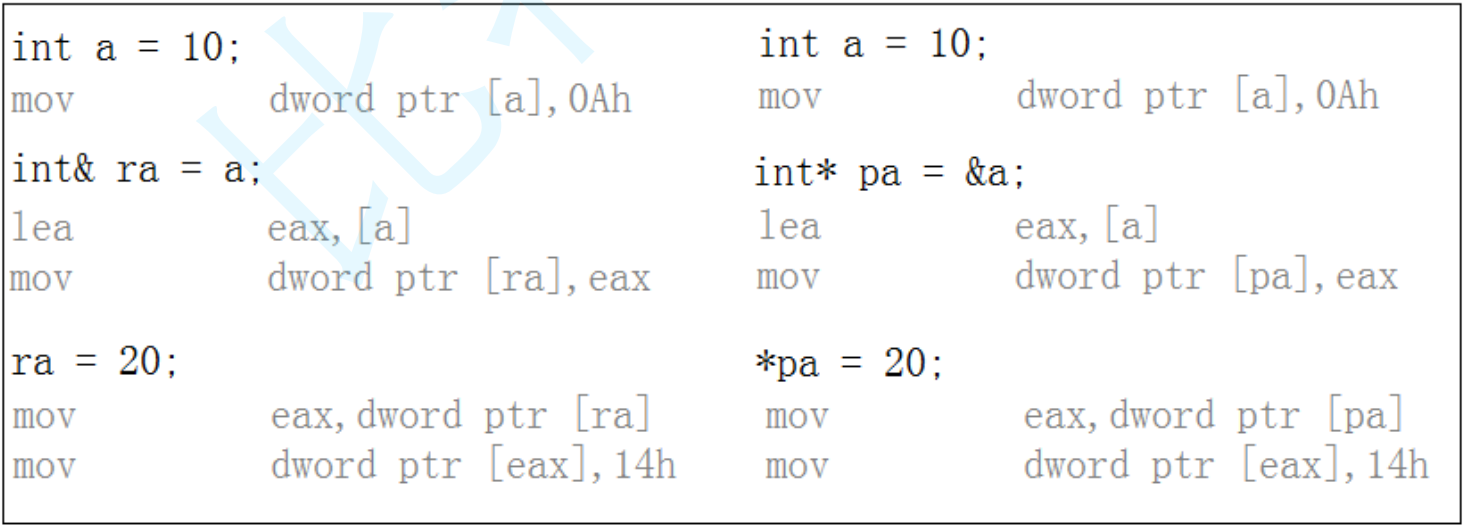 int a = 10;
mov dword ptr [a],0Ah
int& ra = a;
lea eax,[a]
mov dword ptr [ra],eax
ra = 20;
mov eax,dword ptr [ra]
mov dword ptr [eax],14h
int a = 10;
mov dword ptr [a],0Ah
int* pa = &a;
lea eax,[a]
mov dword ptr [pa],eax
*pa = 20;
mov eax,dword ptr [pa]
mov dword ptr [eax],14h